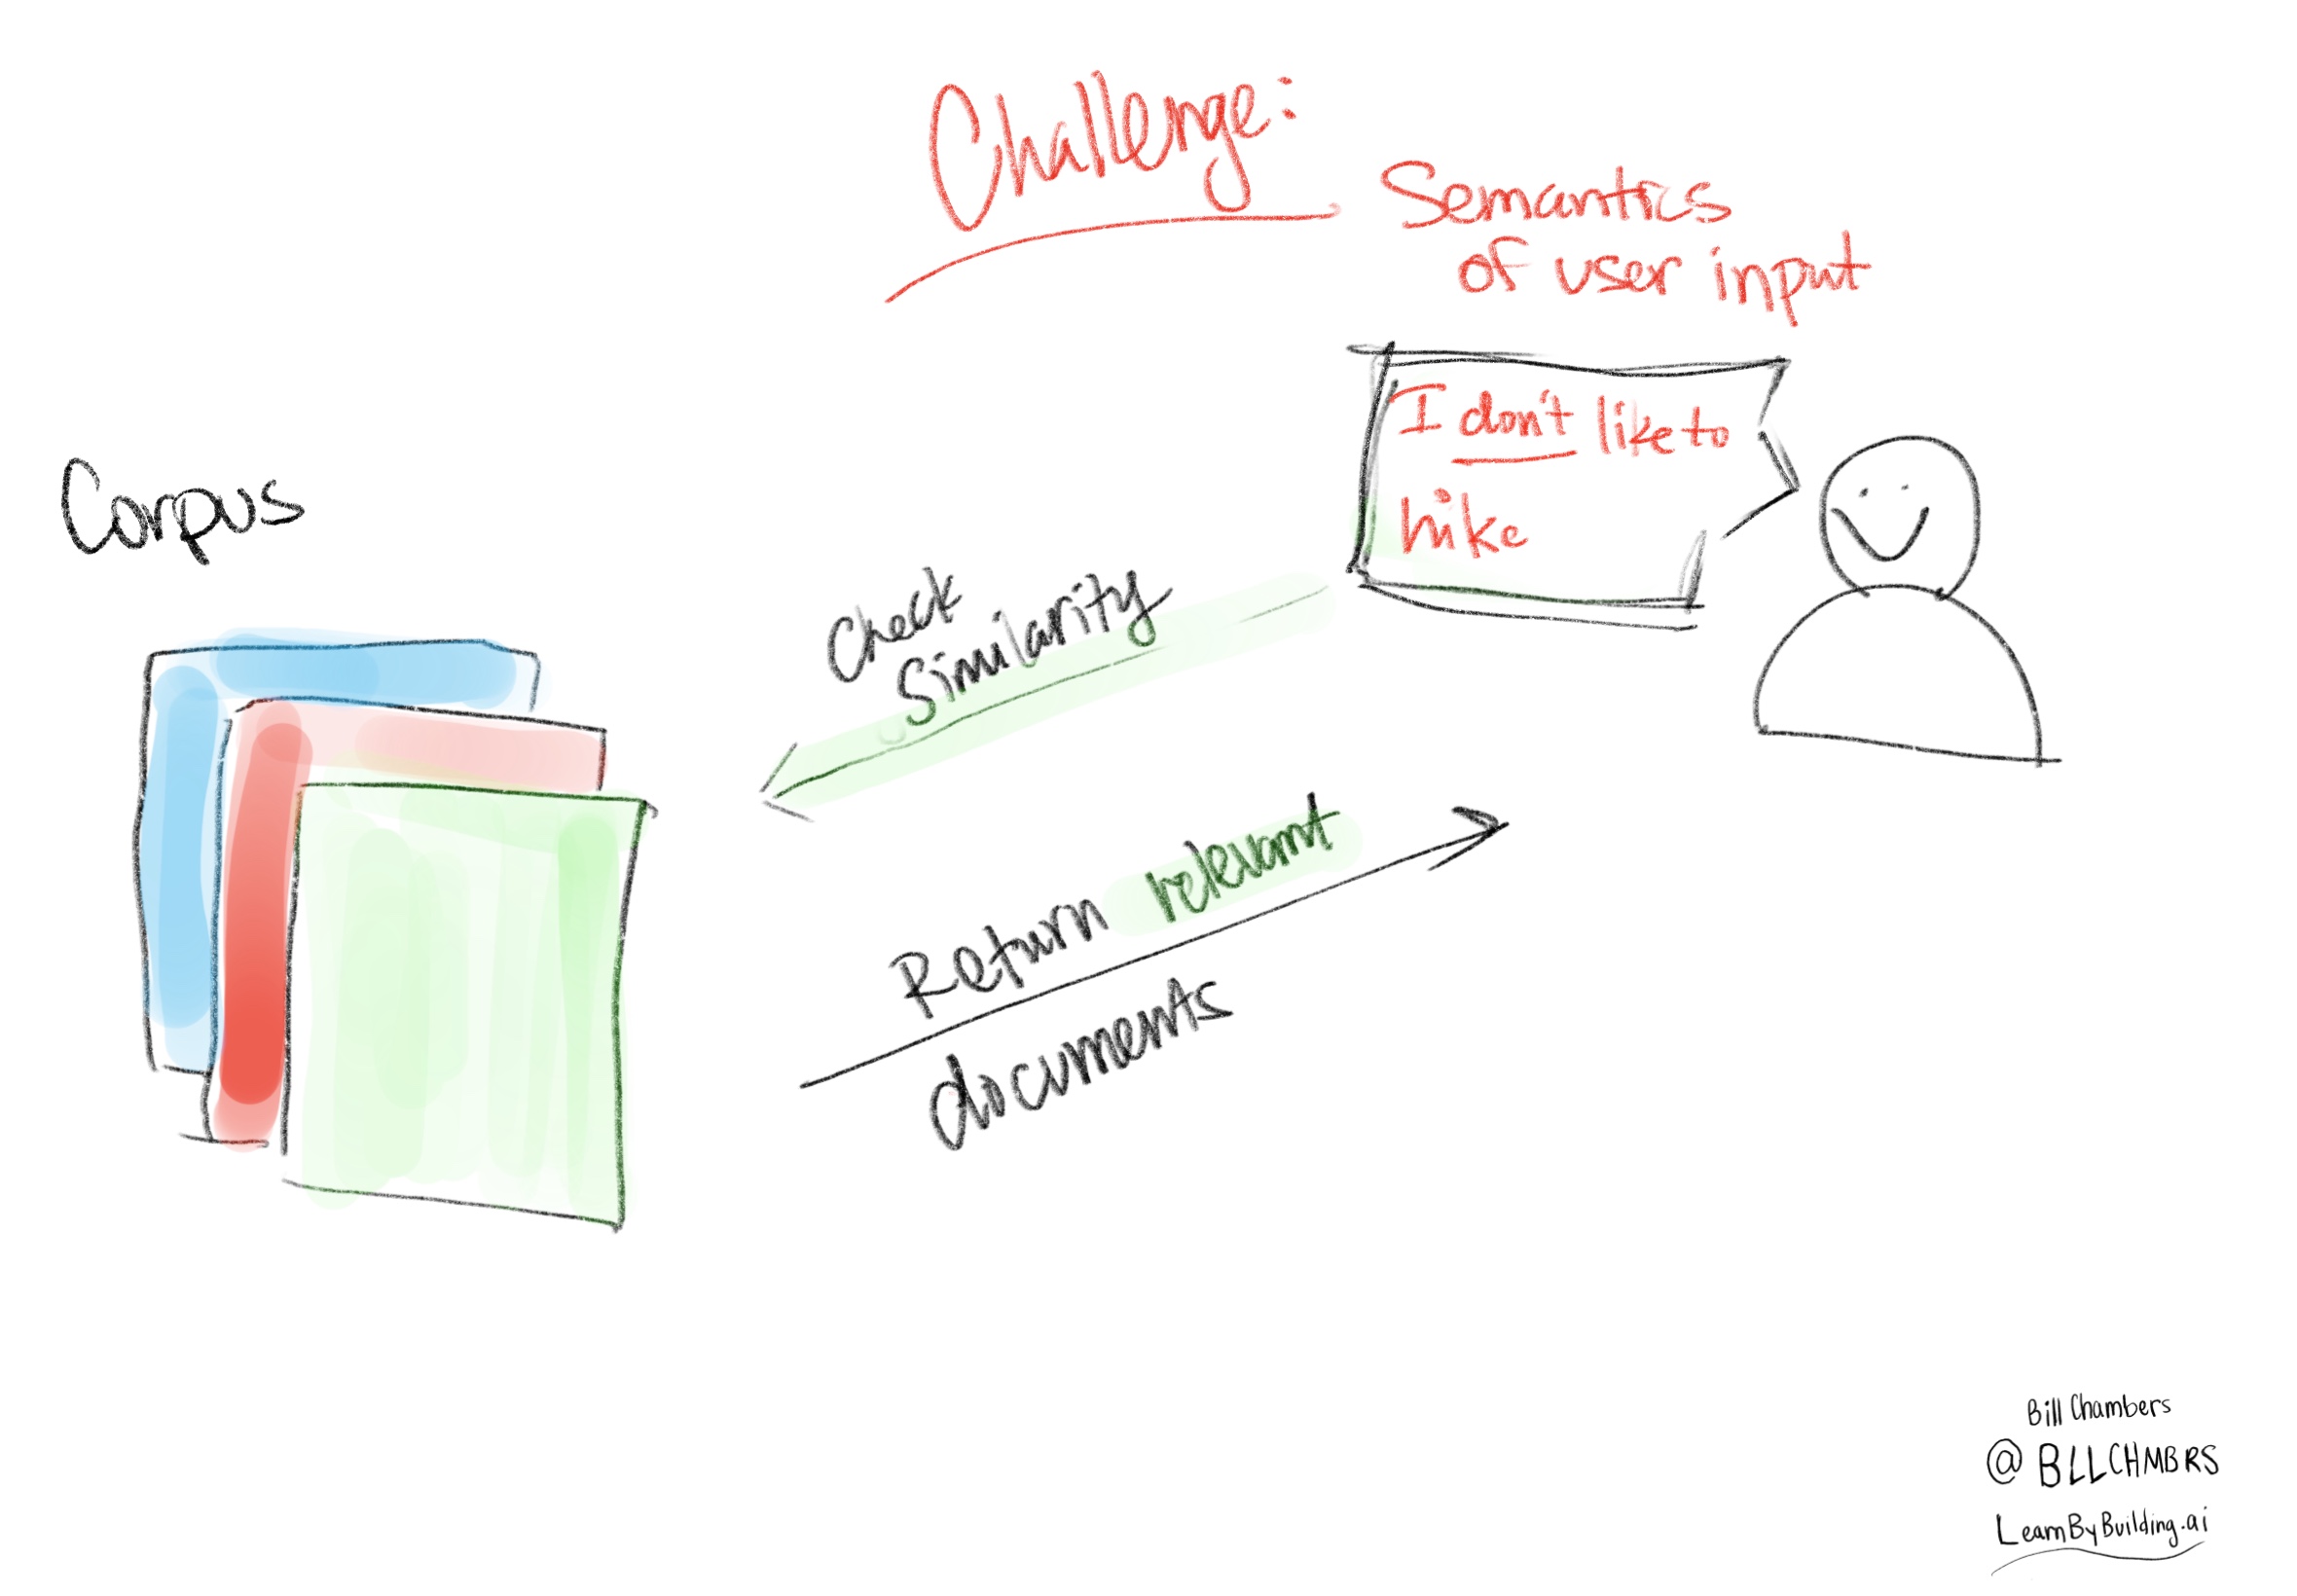 Challenge:
Semantics
of user input
I don't like to
hike
Corpus
Check
Similarity
Return relevant
documents
Bill Chambers
@BLLCHMBRS
LearnByBuilding.ai